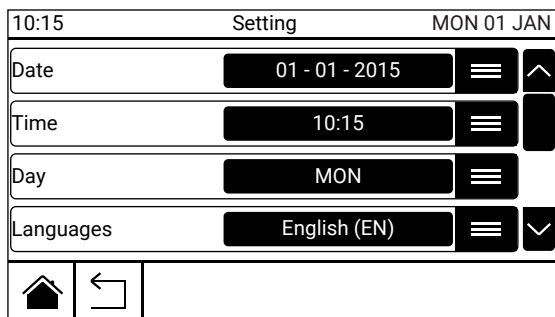 10:15 Setting MON 01 JAN
Date 01 - 01 - 2015
Time 10:15
Day MON
Languages English (EN)